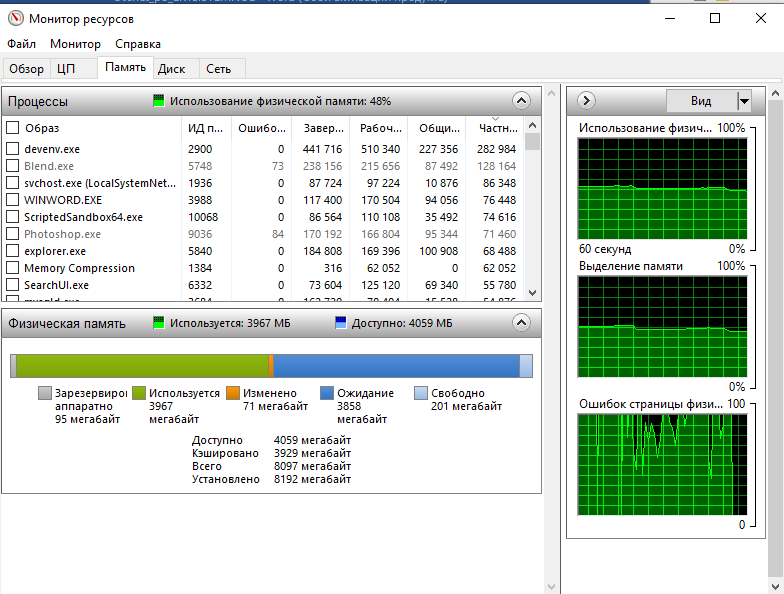 Монитор ресурсов
Файл Монитор Справка
Обзор ЦП Память Диск Сеть
Процессы Использование физической памяти: 48%
Образ ИД п... Ошибо... Завер... Рабоч... Общи... Частн...
devenv.exe 2900 0 441 716 510 340 227 356 282 984
Blend.exe 5748 73 238 156 215 656 87 492 128 164
svchost.exe (LocalSystemNet... 1936 0 87 724 97 224 10 876 86 348
WINWORD.EXE 3988 0 117 400 170 504 94 056 76 448
ScriptedSandbox64.exe 10068 0 86 564 110 108 35 492 74 616
Photoshop.exe 9036 84 170 192 166 804 95 344 71 460
explorer.exe 5840 0 184 808 169 396 100 908 68 488
Memory Compression 1384 0 316 62 052 0 62 052
SearchUI.exe 6332 0 73 604 125 120 69 340 55 780
Физическая память Используется: 3967 МБ Доступно: 4059 МБ
Зарезервиро аппаратно 95 мегабайт
Используется 3967 мегабайт
Изменено 71 мегабайт
Ожидание 3858 мегабайт
Свободно 201 мегабайт
Доступно 4059 мегабайт
Кэшировано 3929 мегабайт
Всего 8097 мегабайт
Установлено 8192 мегабайт
Вид
Использование физич... 100%
60 секунд 0%
Выделение памяти 100%
0%
Ошибок страницы физи... 100
0